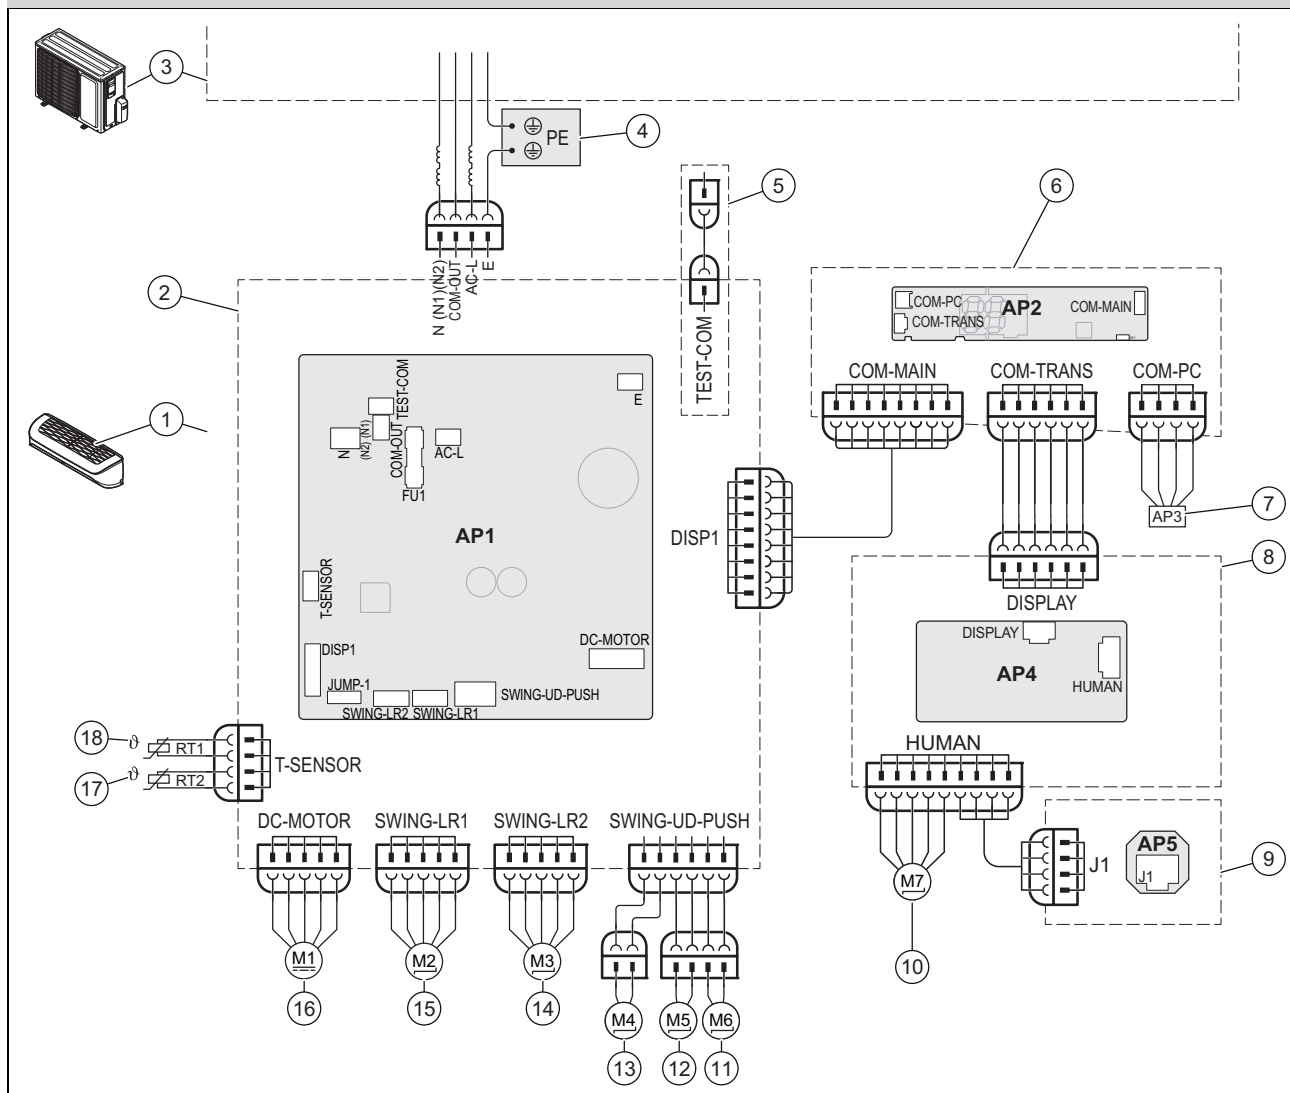 3
PE
4
5
6
2
N (N1)(N2)
COM-OUT
AC-L
E
TEST-COM
COM-PC
COM-TRANS
AP2
COM-MAIN
COM-MAIN
COM-TRANS
COM-PC
1
TEST-COM
E
N
(N2) (N1)
COM-OUT
AC-L
FU1
AP3
7
AP1
DISP1
8
T-SENSOR
DISPLAY
DISPLAY
AP4
HUMAN
DISP1
DC-MOTOR
JUMP-1
SWING-UD-PUSH
SWING-LR2
SWING-LR1
18
ϑ
RT1
T-SENSOR
17
ϑ
RT2
HUMAN
DC-MOTOR
SWING-LR1
SWING-LR2
SWING-UD-PUSH
J1
AP5
J1
9
M7
10
M1
M2
M3
16
15
14
M4
M5
M6
13
12
11